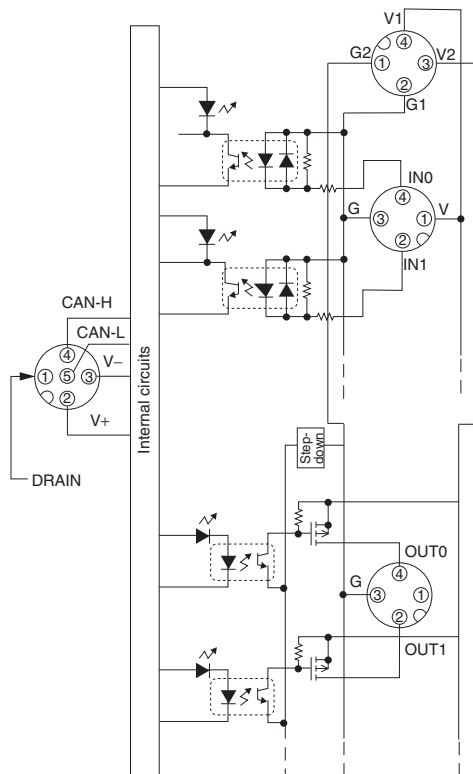 V1
4
G2
1
3
V2
2
G1
IN0
4
G
3
1
V
2
IN1
CAN-H
CAN-L
4
1
5
3
V−
2
V+
DRAIN
Internal circuits
Step-
down
OUT0
4
G
3
1
2
OUT1